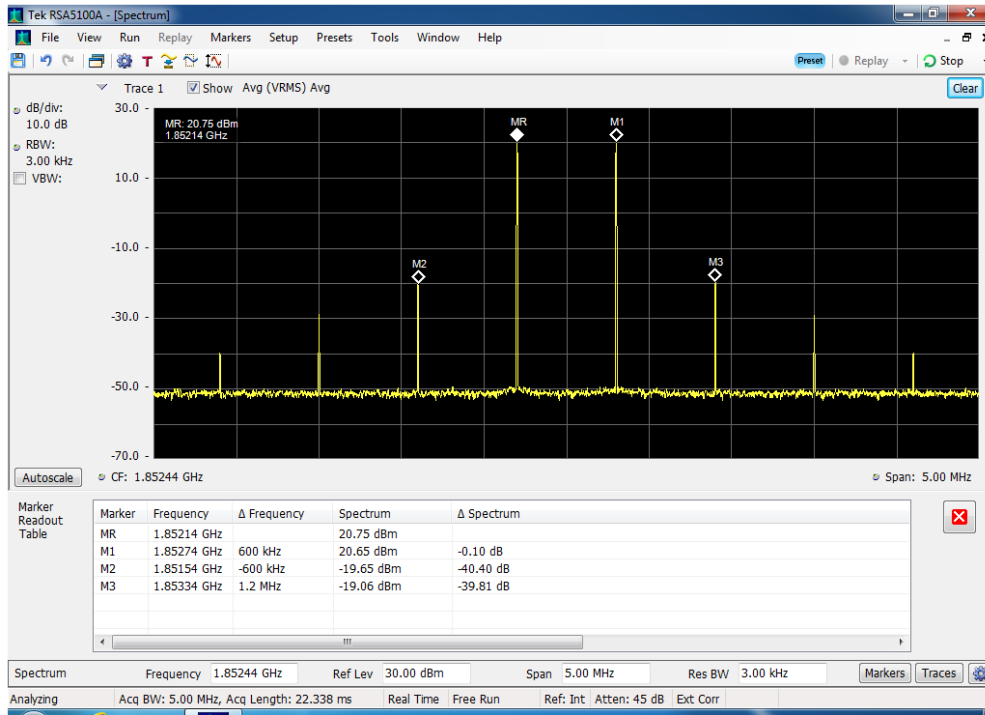 Tek RSA5100A - [Spectrum]
File View Run Replay Markers Setup Presets Tools Window Help
T Preset Replay Stop
Trace 1 Show Avg (VRMS) Avg Clear
dB/div:
10.0 dB
RBW:
3.00 kHz
VBW:
30.0 -
10.0 -
-10.0 -
-30.0 -
-50.0 -
-70.0 -
MR: 20.75 dBm
1.85214 GHz
MR M1
M2 M3
Autoscale CF: 1.85244 GHz Span: 5.00 MHz
Marker
Readout
Table
Marker Frequency Δ Frequency Spectrum Δ Spectrum
MR 1.85214 GHz 20.75 dBm
M1 1.85274 GHz 600 kHz 20.65 dBm -0.10 dB
M2 1.85154 GHz -600 kHz -19.65 dBm -40.40 dB
M3 1.85334 GHz 1.2 MHz -19.06 dBm -39.81 dB
Spectrum Frequency 1.85244 GHz Ref Lev 30.00 dBm Span 5.00 MHz Res BW 3.00 kHz Markers Traces
Analyzing Acq BW: 5.00 MHz, Acq Length: 22.338 ms Real Time Free Run Ref: Int Atten: 45 dB Ext Corr